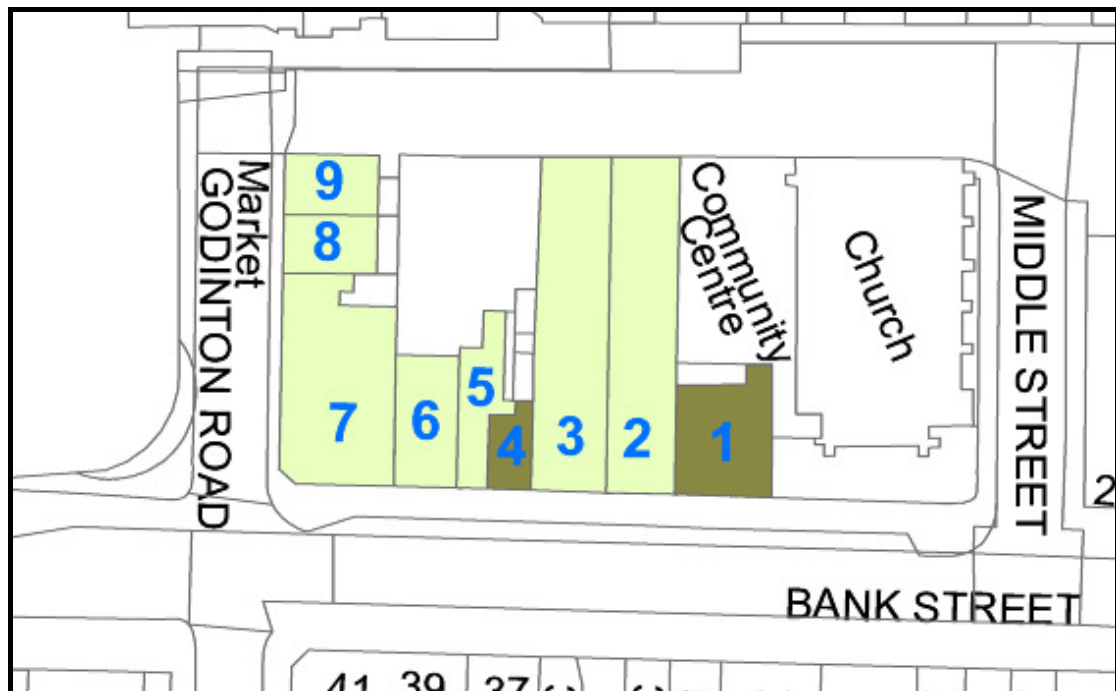 Market
GODINTON ROAD
9
8
7
6
5
4
3
2
1
Community
Centre
Church
MIDDLE STREET
2
BANK STREET
41
39
37